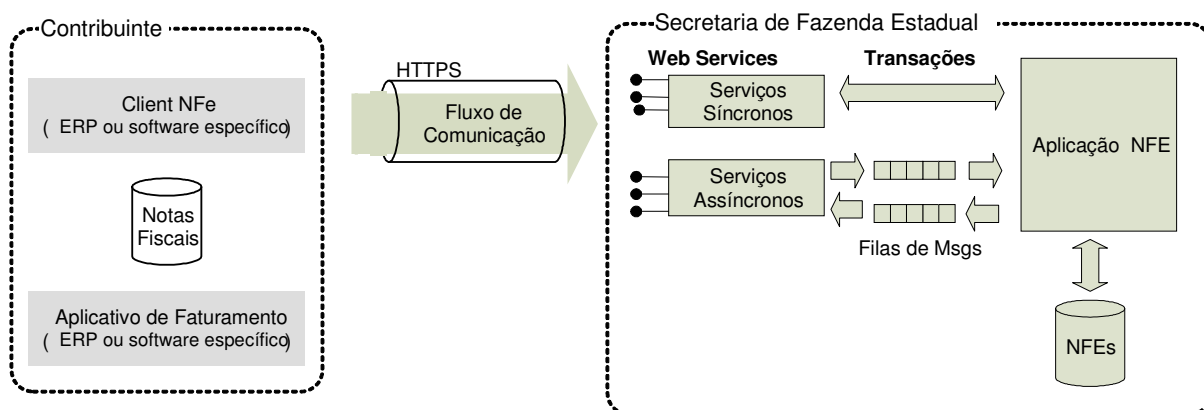 Contribuinte
Client NFe
( ERP ou software específico)
Notas
Fiscais
Aplicativo de Faturamento
( ERP ou software específico)
HTTPS
Fluxo de
Comunicação
Secretaria de Fazenda Estadual
Web Services
Transações
Serviços
Síncronos
Serviços
Assíncronos
Filas de Msgs
Aplicação NFE
NFEs